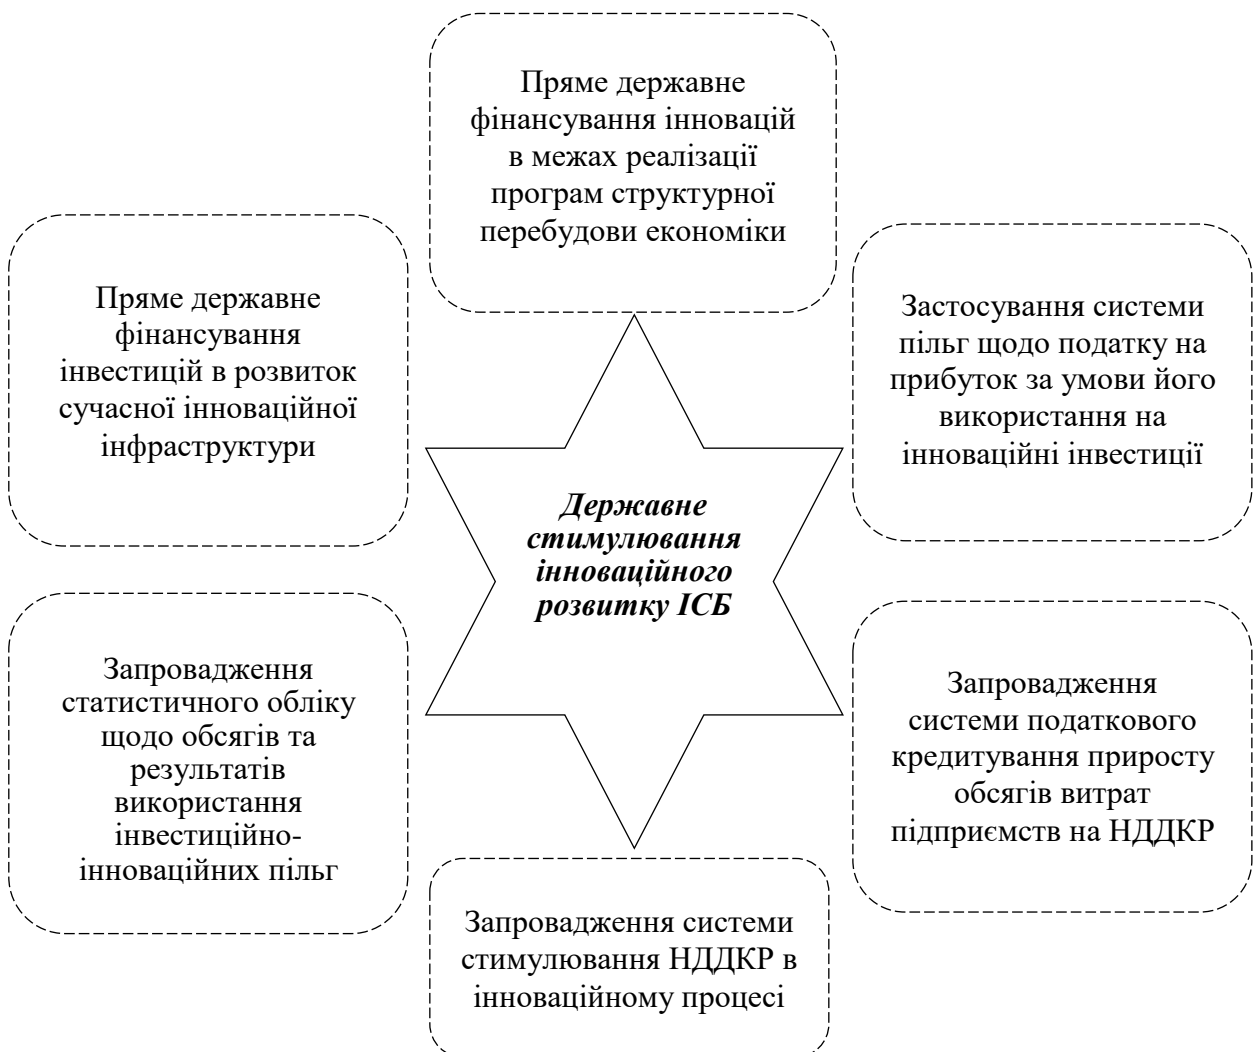 Пряме державне
фінансування інновацій
в межах реалізації
програм структурної
перебудови економіки
Пряме державне
фінансування
інвестицій в розвиток
сучасної інноваційної
інфраструктури
Застосування системи
пільг щодо податку на
прибуток за умови його
використання на
інноваційні інвестиції
Державне
стимулювання
інноваційного
розвитку ІСБ
Запровадження
статистичного обліку
щодо обсягів та
результатів
використання
інвестиційно-
інноваційних пільг
Запровадження
системи податкового
кредитування приросту
обсягів витрат
підприємств на НДДКР
Запровадження системи
стимулювання НДДКР в
інноваційному процесі